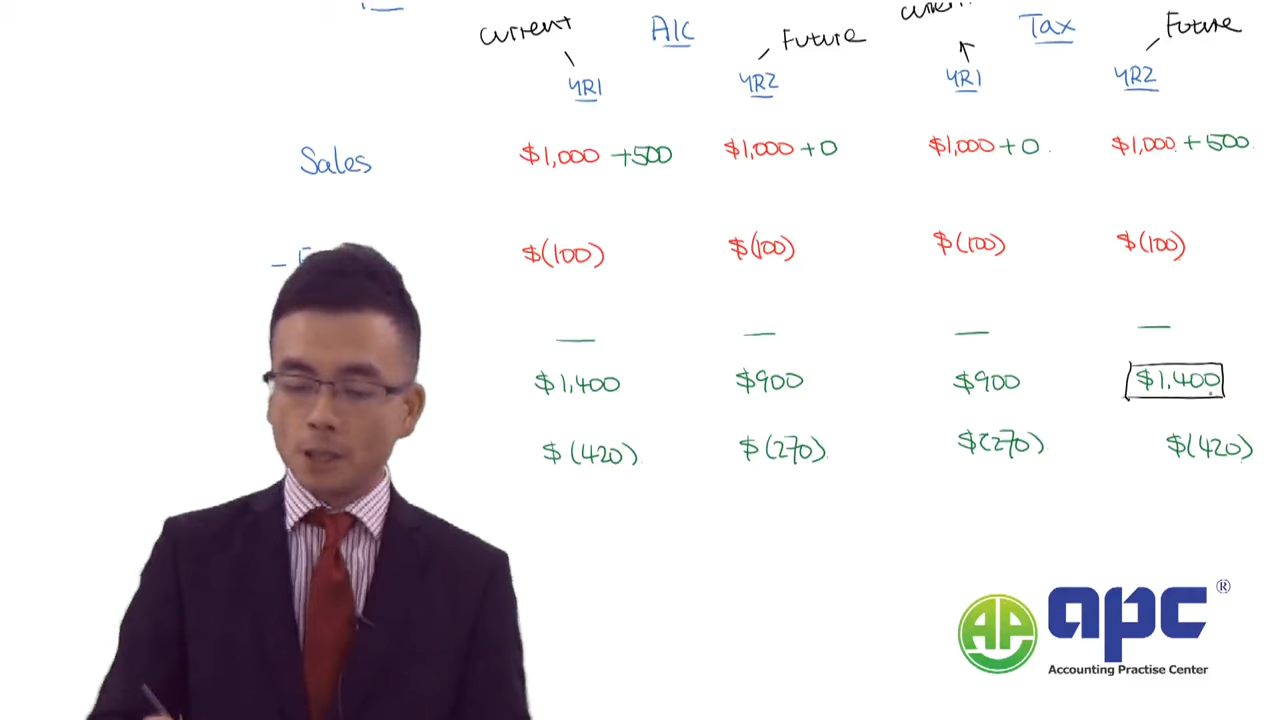 current A/C Tax Future
Future
YR1 YR2 YR1 YR2
Sales $1,000 +500 $1,000 +0 $1,000 +0. $1,000 +500.
- $(100) $(100) $(100) $(100)
$1,400 $900 $900 $1,400
$(420). $(270). $(270). $(420).
AP apc®
Accounting Practise Center